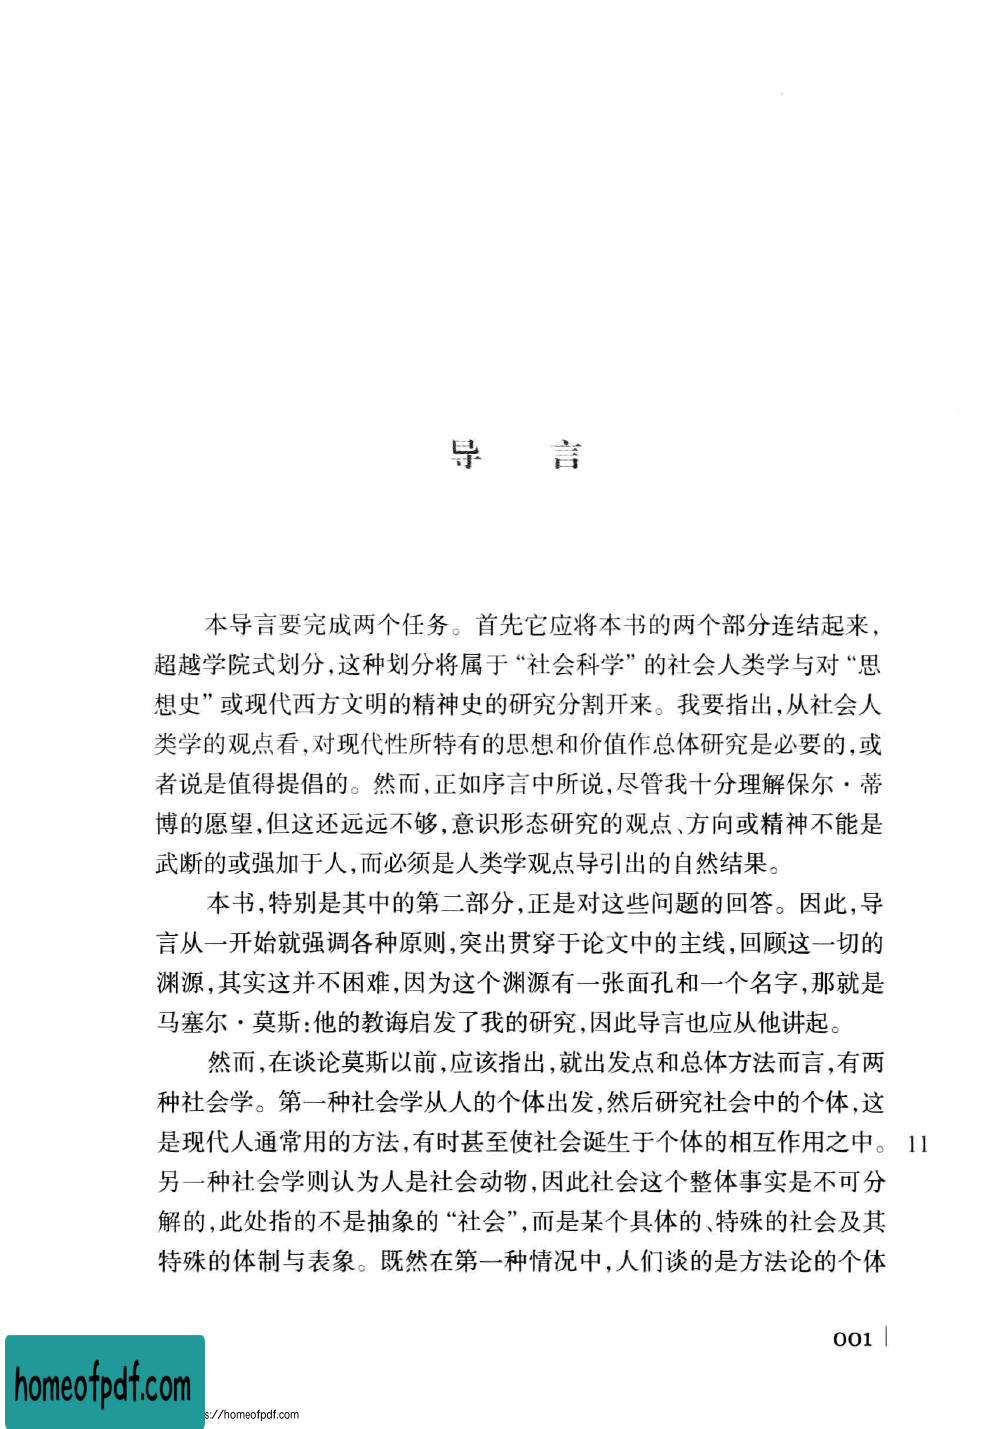 导 言
本导言要完成两个任务。首先它应将本书的两个部分连结起来,
超越学院式划分,这种划分将属于“社会科学”的社会人类学与对“思
想史”或现代西方文明的精神史的研究分割开来。我要指出,从社会人
类学的观点看,对现代性所特有的思想和价值作总体研究是必要的,或
者说是值得提倡的。然而,正如序言中所说,尽管我十分理解保尔·蒂
博的愿望,但这还远远不够,意识形态研究的观点、方向或精神不能是
武断的或强加于人,而必须是人类学观点导引出的自然结果。
本书,特别是其中的第二部分,正是对这些问题的回答。因此,导
言从一开始就强调各种原则,突出贯穿于论文中的主线,回顾这一切的
渊源,其实这并不困难,因为这个渊源有一张面孔和一个名字,那就是
马塞尔·莫斯:他的教诲启发了我的研究,因此导言也应从他讲起。
然而,在谈论莫斯以前,应该指出,就出发点和总体方法而言,有两
种社会学。第一种社会学从人的个体出发,然后研究社会中的个体,这
是现代人通常用的方法,有时甚至使社会诞生于个体的相互作用之中。 11
另一种社会学则认为人是社会动物,因此社会这个整体事实是不可分
解的,此处指的不是抽象的“社会”,而是某个具体的、特殊的社会及其
特殊的体制与表象。既然在第一种情况中,人们谈的是方法论的个体
001
homeofpdf.com
s://homeofpdf.com